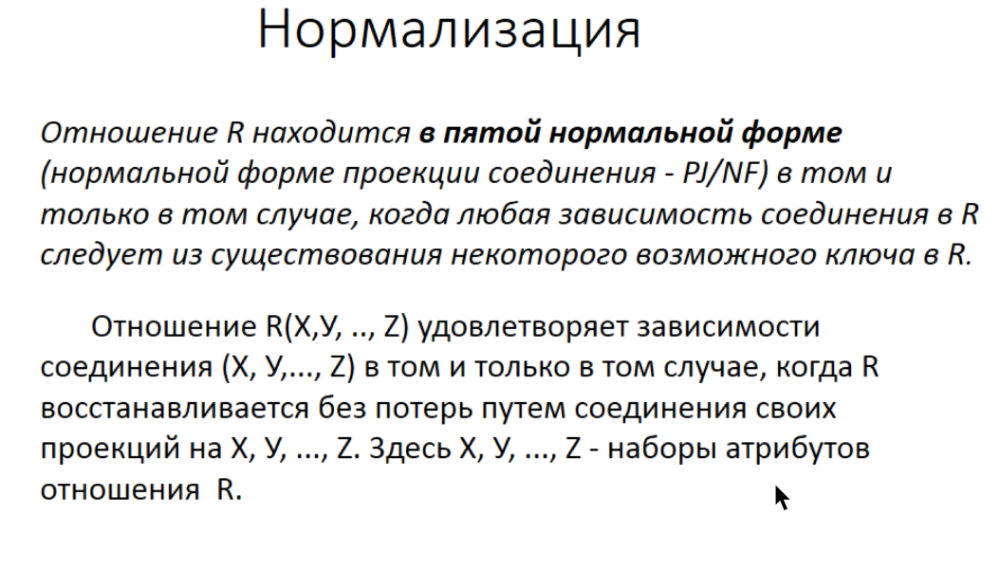 Нормализация
Отношение R находится в пятой нормальной форме
(нормальной форме проекции соединения - PJ/NF) в том и
только в том случае, когда любая зависимость соединения в R
следует из существования некоторого возможного ключа в R.
Отношение R(X,У, .., Z) удовлетворяет зависимости
соединения (X, У,..., Z) в том и только в том случае, когда R
восстанавливается без потерь путем соединения своих
проекций на X, У, ..., Z. Здесь X, У, ..., Z - наборы атрибутов
отношения R.